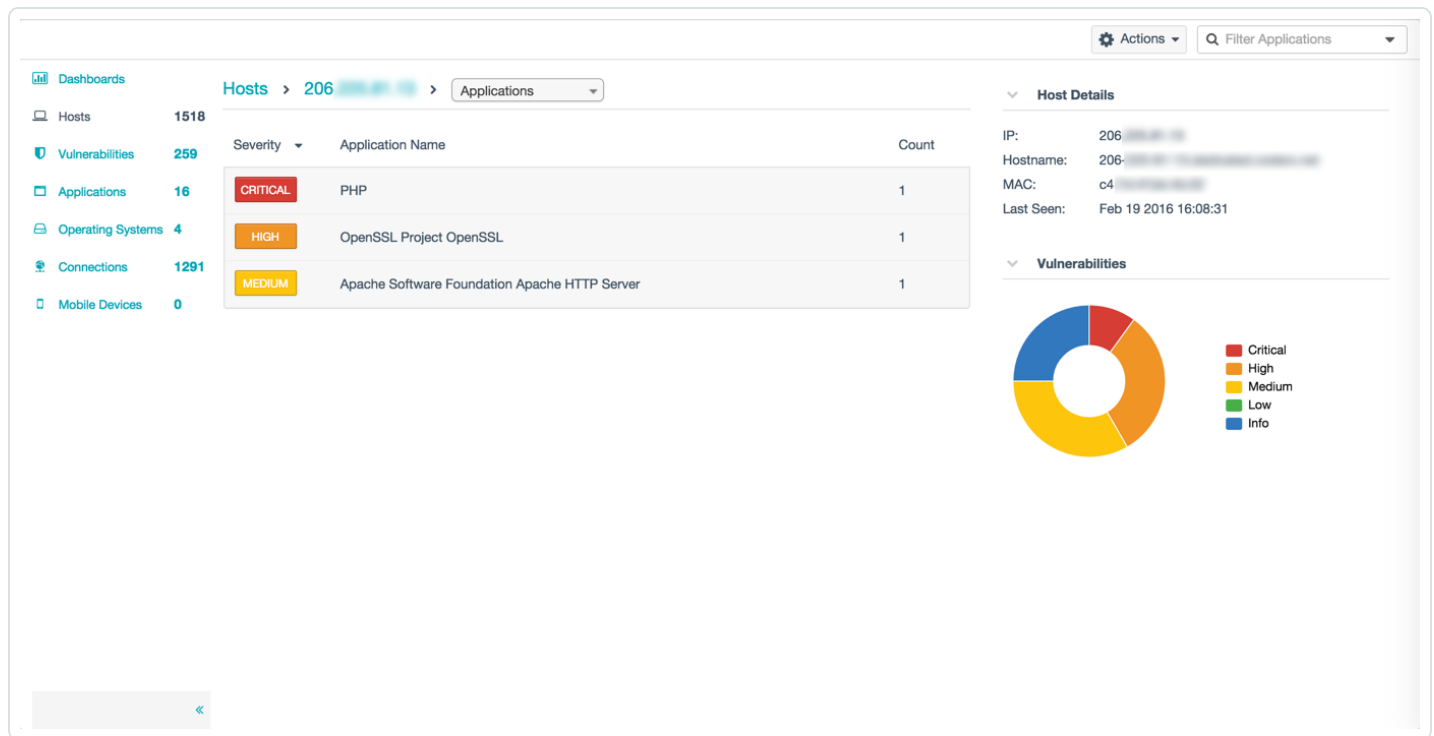 Actions
Filter Applications
Dashboards
Hosts 1518
Vulnerabilities 259
Applications 16
Operating Systems 4
Connections 1291
Mobile Devices 0
Hosts > 206 > Applications
Severity Application Name Count
CRITICAL PHP 1
HIGH OpenSSL Project OpenSSL 1
MEDIUM Apache Software Foundation Apache HTTP Server 1
Host Details
IP: 206
Hostname: 206-
MAC: c4
Last Seen: Feb 19 2016 16:08:31
Vulnerabilities
Critical
High
Medium
Low
Info
«